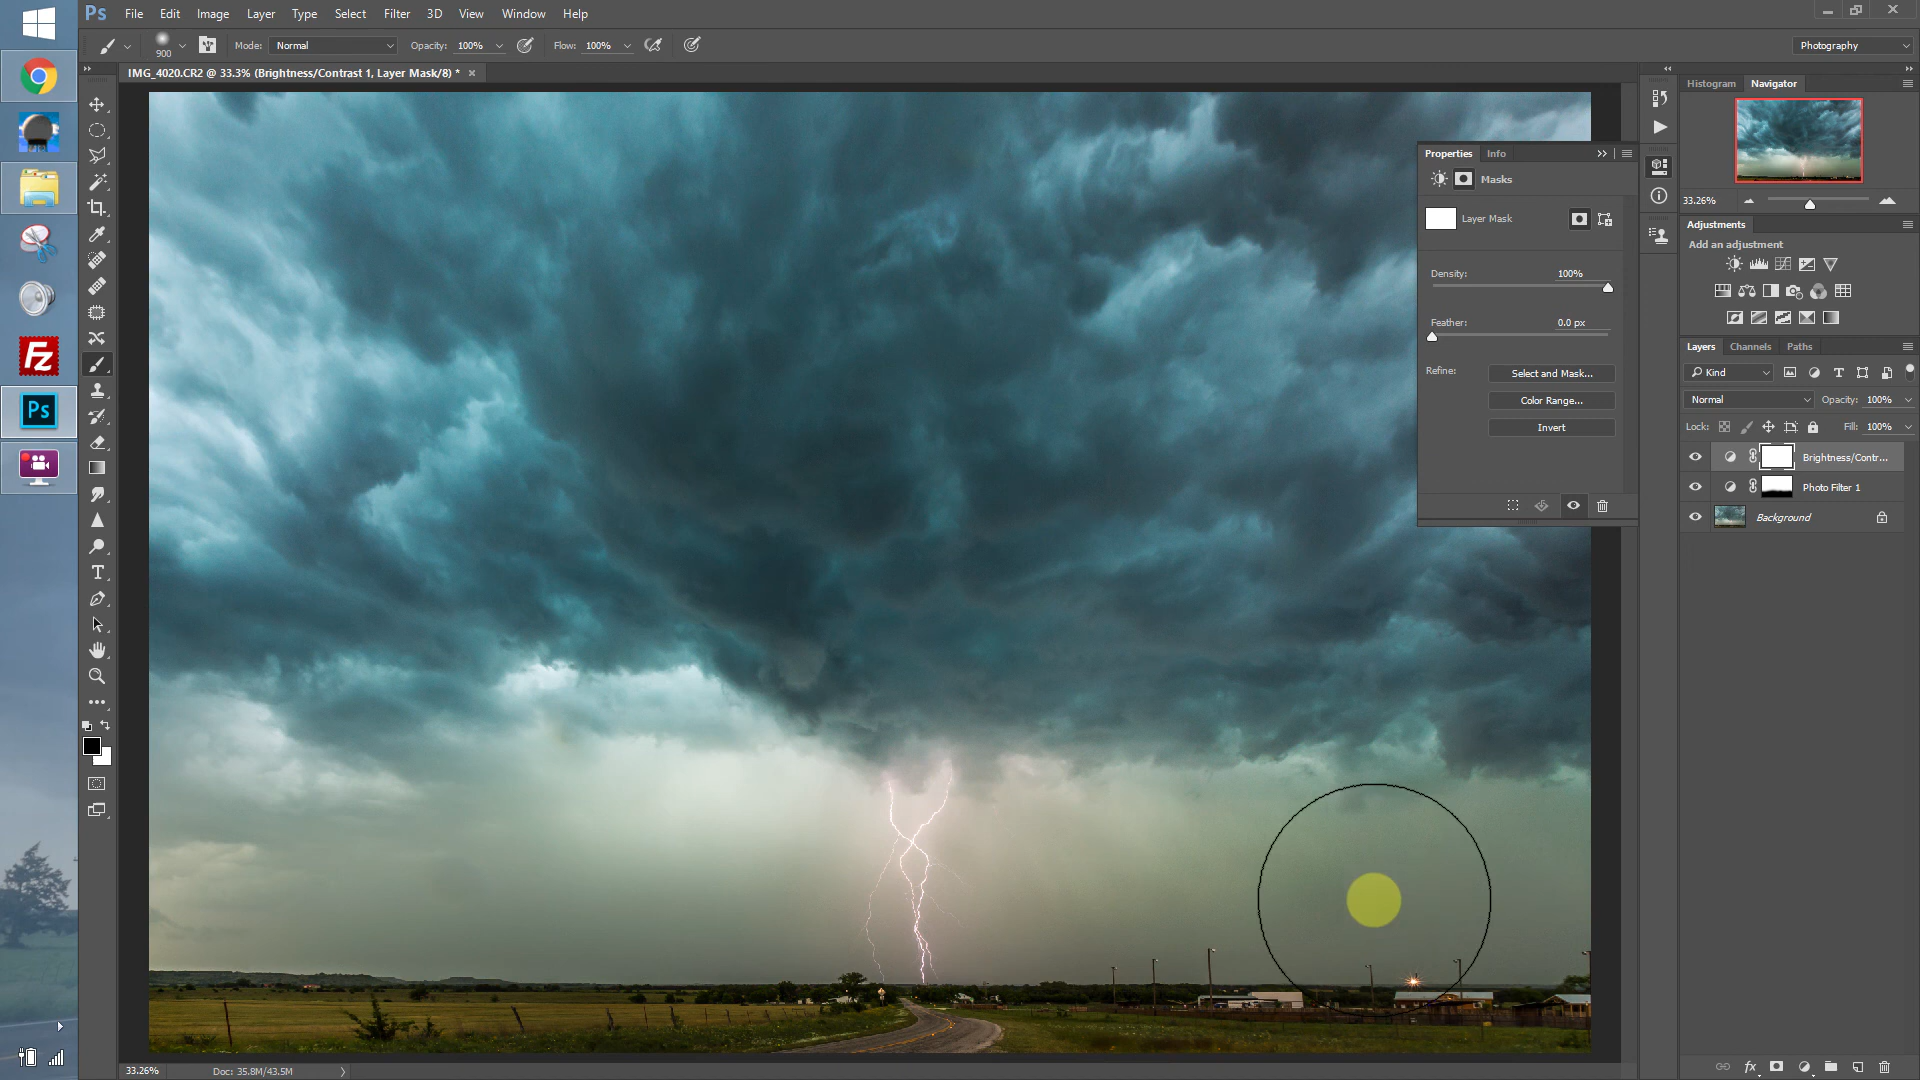 Ps File Edit Image Layer Type Select Filter 3D View Window Help
900 Mode: Normal Opacity: 100% Flow: 100% Photography
IMG_4020.CR2 @ 33.3% (Brightness/Contrast 1, Layer Mask/8) * ×
Histogram Navigator
33.26%
Properties Info
Masks
Layer Mask
Density: 100%
Feather: 0.0 px
Refine: Select and Mask...
Color Range...
Invert
Adjustments
Add an adjustment
Layers Channels Paths
Kind
Normal Opacity: 100%
Lock: Fill: 100%
Brightness/Contr...
Photo Filter 1
Background
Fz
Ps
33.26% Doc: 35.8M/43.5M